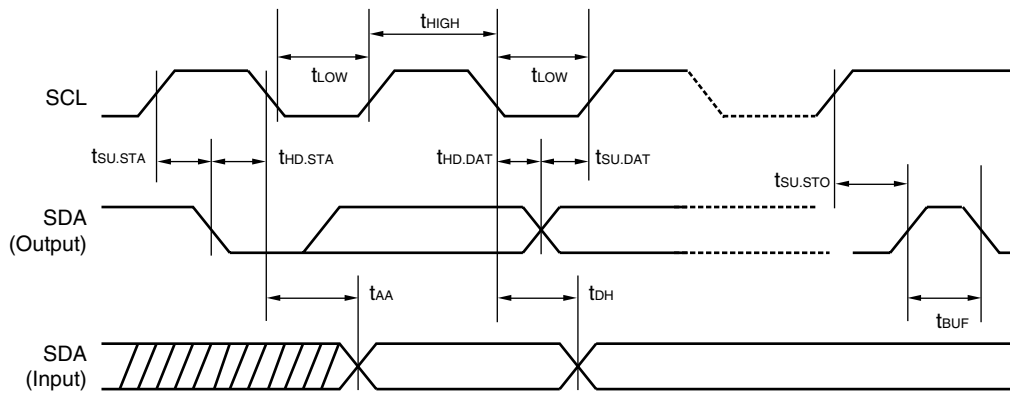 tHIGH
tLOW
tLOW
SCL
tSU.STA
tHD.STA
tHD.DAT
tSU.DAT
tSU.STO
SDA
(Output)
tAA
tDH
tBUF
SDA
(Input)